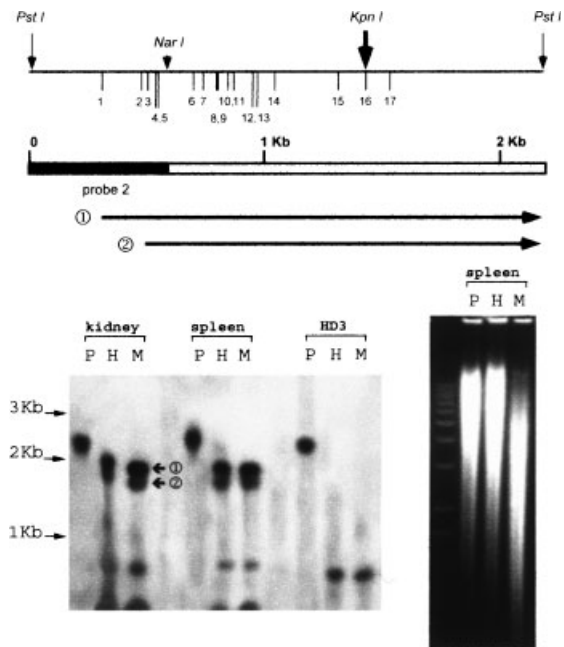 Pst I Kpn I Pst I
Nar I
1 2 3 6 7 10,11 14 15 16 17
4,5 8,9 12,13
0 1 Kb 2 Kb
probe 2
①
②
spleen
P H M
kidney spleen HD3
P H M P H M P H M
3Kb
2Kb
①
②
1Kb